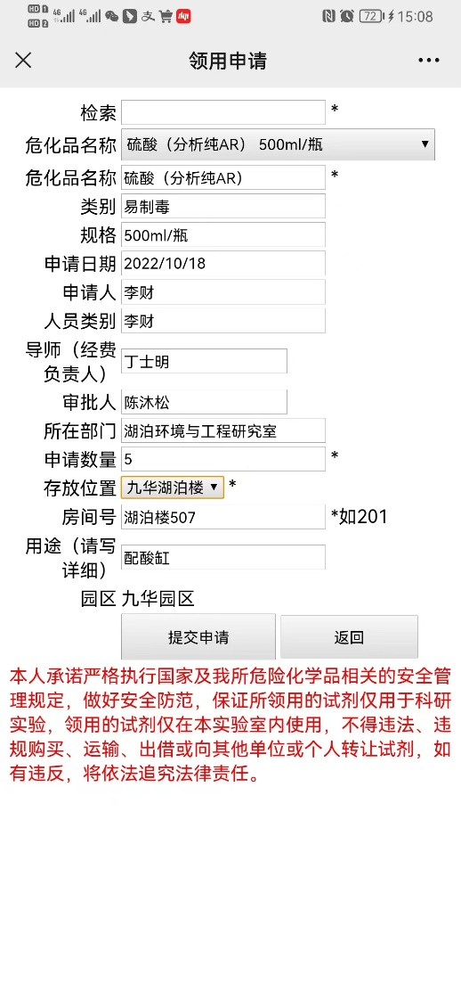 HD 1 4G 4G 72 15:08
HD 2
领用申请
检索 *
危化品名称 硫酸（分析纯AR） 500ml/瓶
危化品名称 硫酸（分析纯AR） *
类别 易制毒
规格 500ml/瓶
申请日期 2022/10/18
申请人 李财
人员类别 李财
导师（经费
负责人） 丁士明
审批人 陈沐松
所在部门 湖泊环境与工程研究室
申请数量 5 *
存放位置 九华湖泊楼 *
房间号 湖泊楼507 *如201
用途（请写
详细） 配酸缸
园区 九华园区
提交申请 返回
本人承诺严格执行国家及我所危险化学品相关的安全管
理规定，做好安全防范，保证所领用的试剂仅用于科研
实验，领用的试剂仅在本实验室内使用，不得违法、违
规购买、运输、出借或向其他单位或个人转让试剂，如
有违反，将依法追究法律责任。